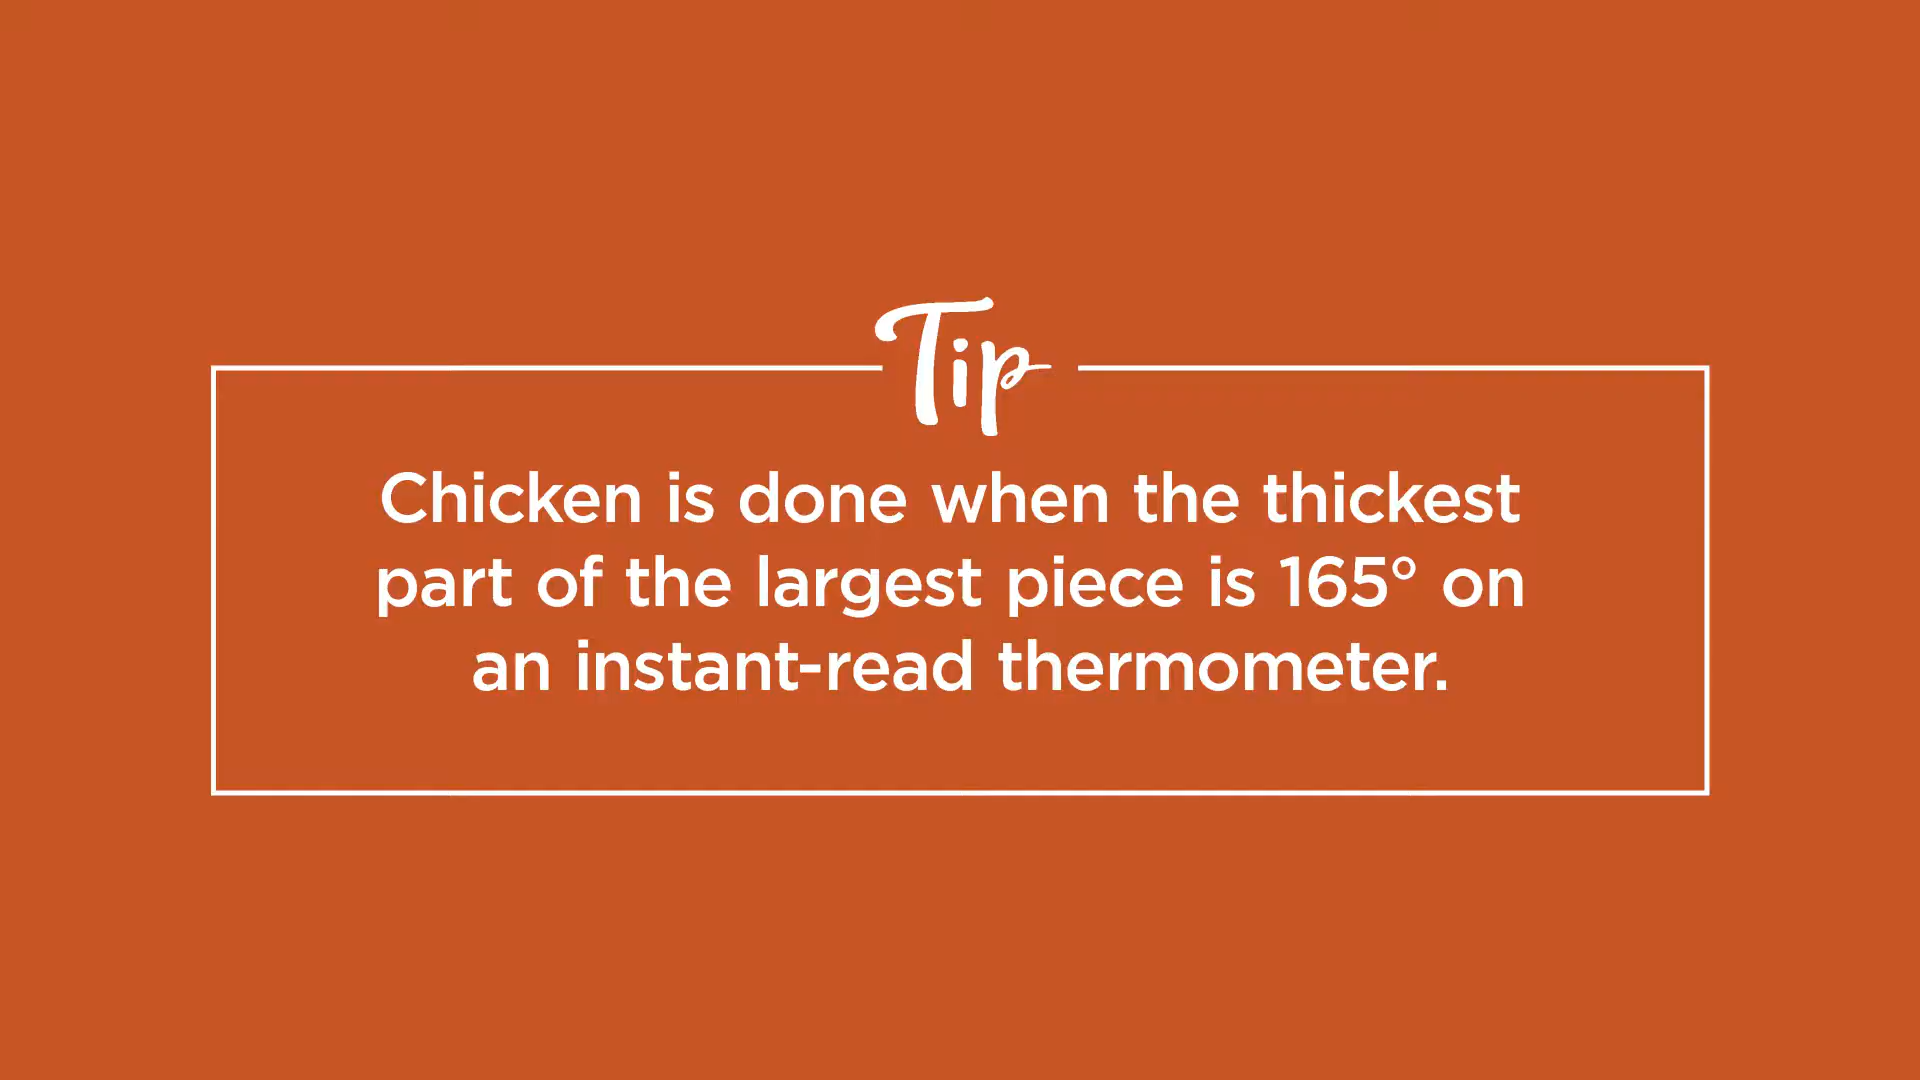 Tip
Chicken is done when the thickest
part of the largest piece is 165° on
an instant-read thermometer.